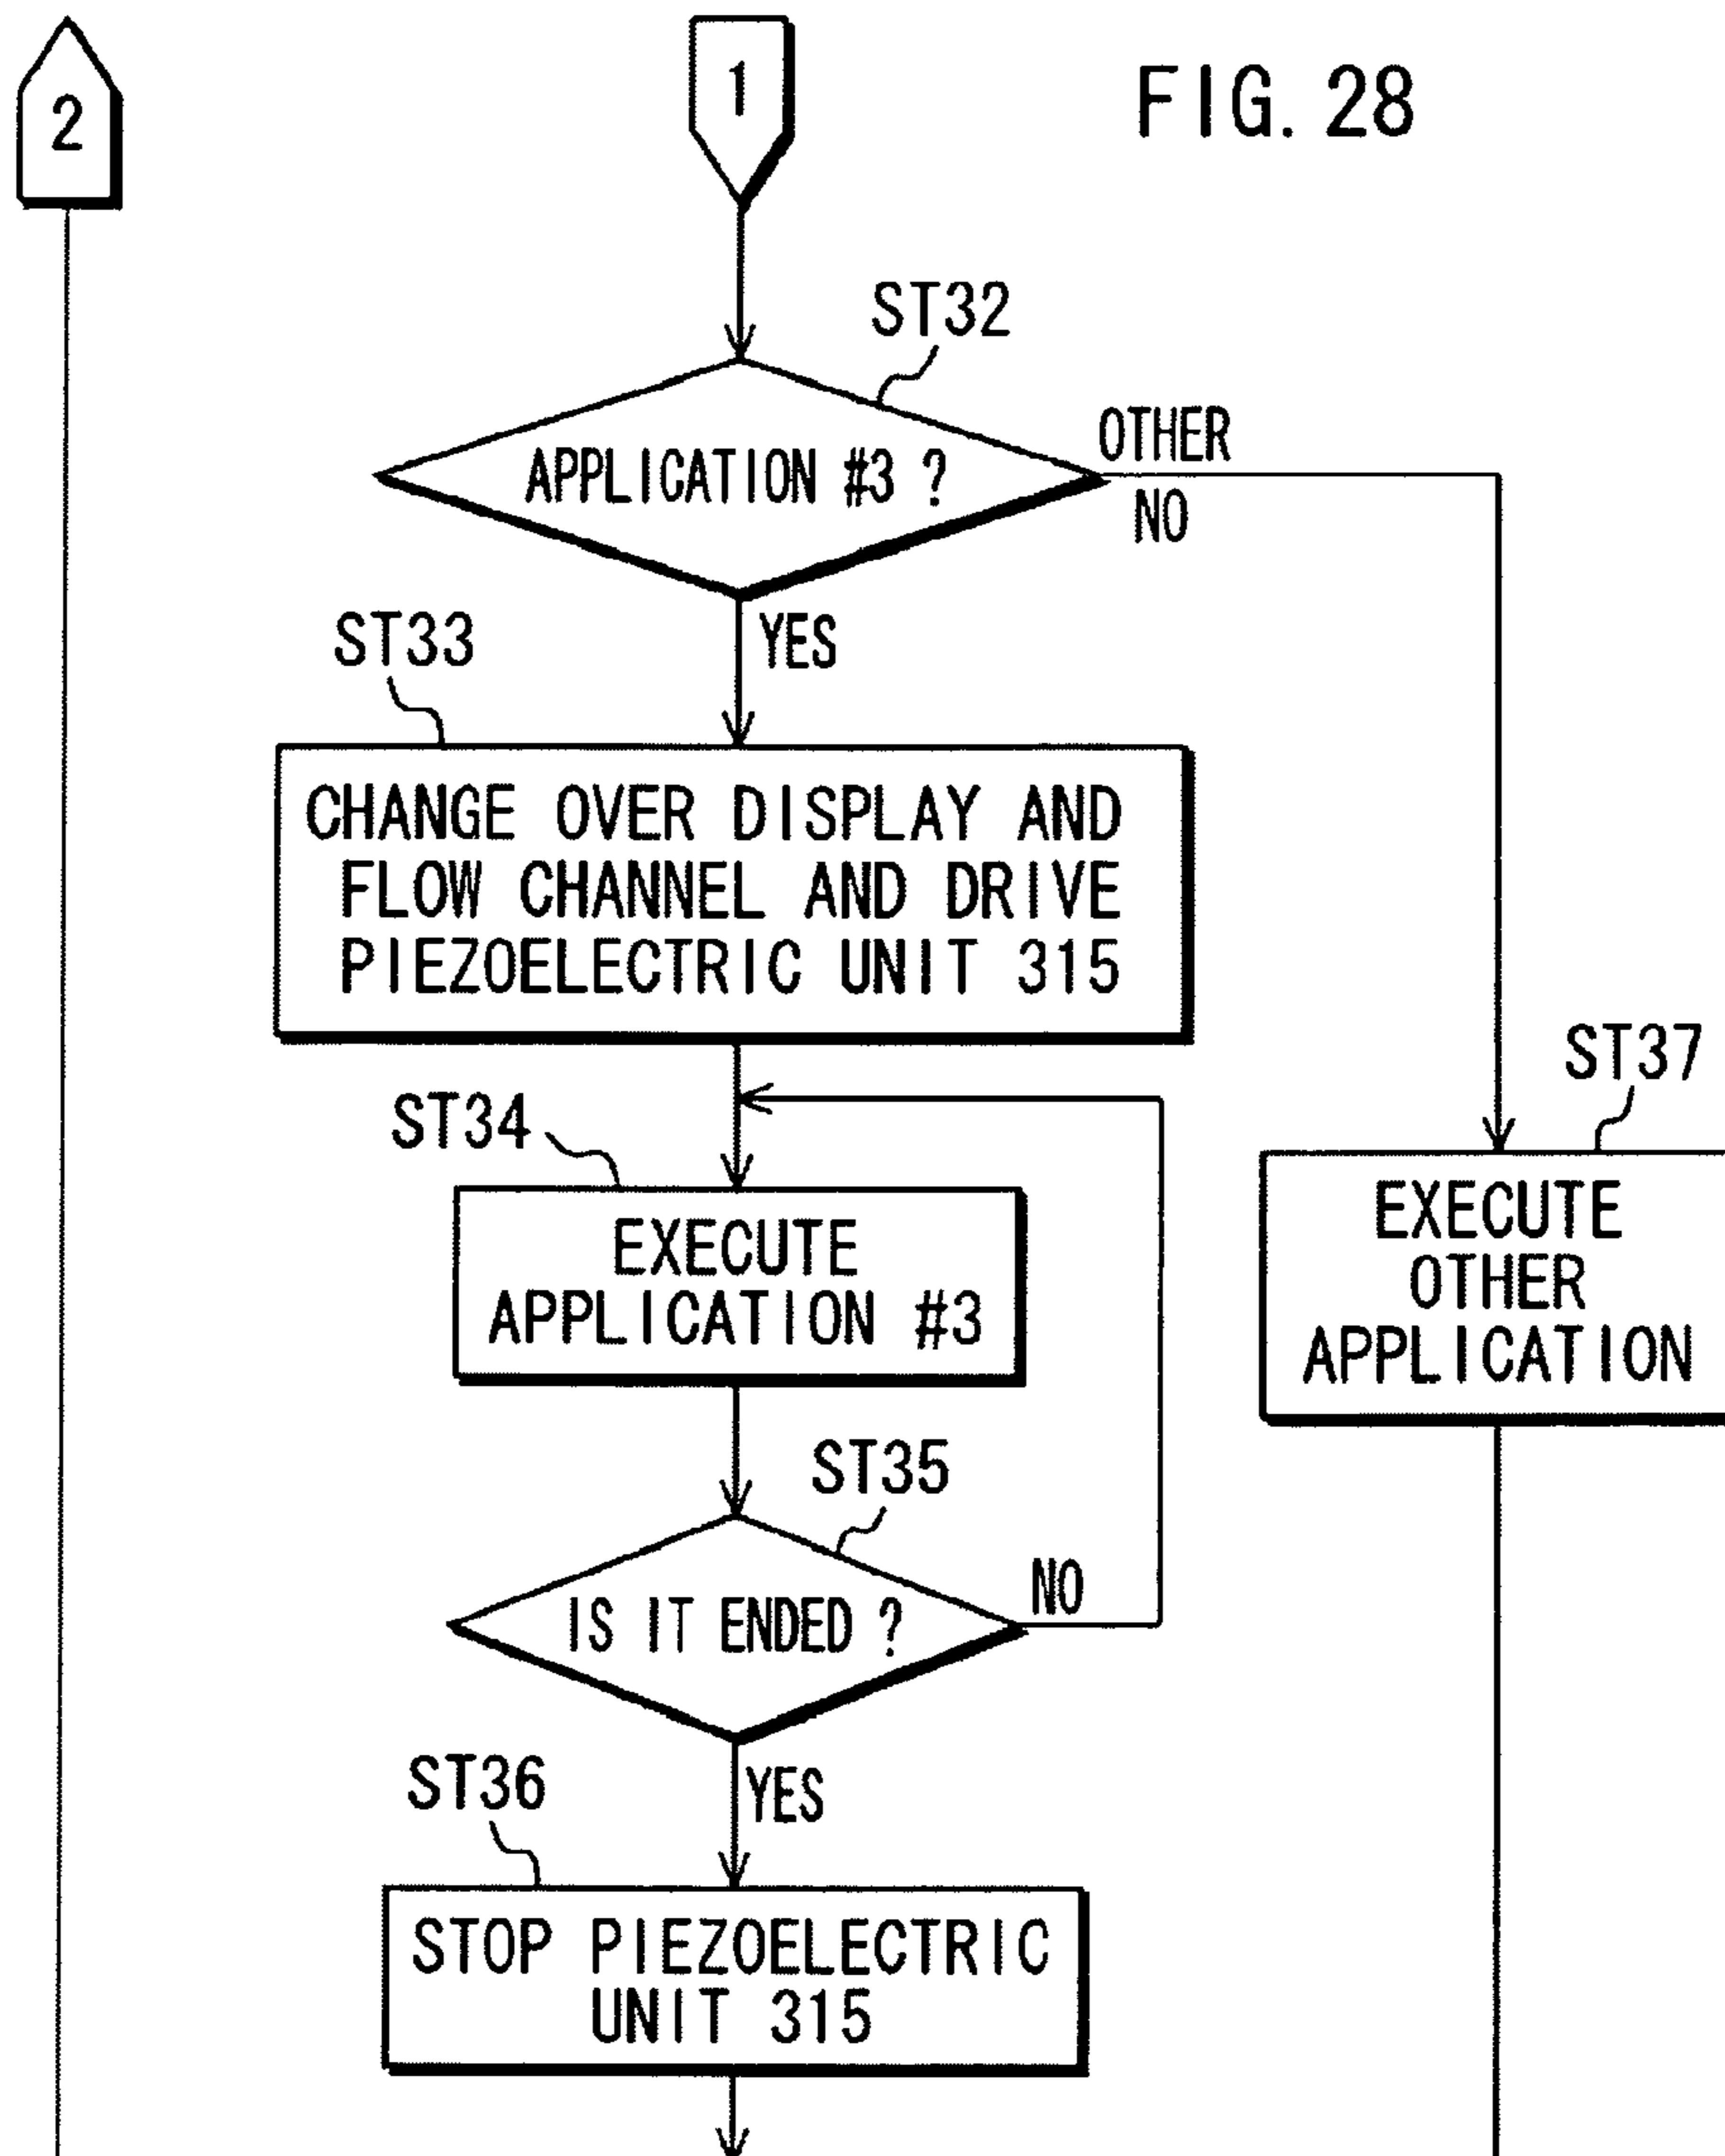 2
1
FIG. 28
ST32
APPLICATION #3 ?
OTHER
NO
YES
ST33
CHANGE OVER DISPLAY AND
FLOW CHANNEL AND DRIVE
PIEZOELECTRIC UNIT 315
ST34
EXECUTE
APPLICATION #3
ST37
EXECUTE
OTHER
APPLICATION
ST35
IS IT ENDED ?
NO
YES
ST36
STOP PIEZOELECTRIC
UNIT 315